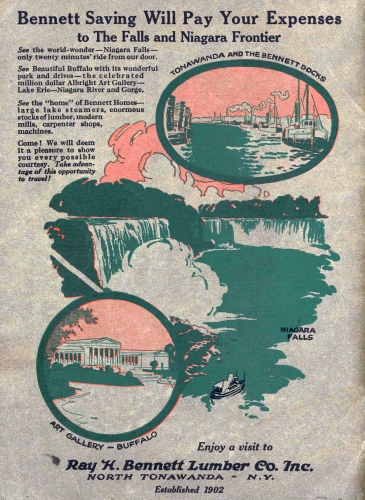 Bennett Saving Will Pay Your Expenses
to The Falls and Niagara Frontier
See the world-wonder—Niagara Falls—
only twenty minutes' ride from our door.
See Beautiful Buffalo with its wonderful
park and drives—the celebrated
million dollar Albright Art Gallery—
Lake Erie—Niagara River and Gorge.
See the "home" of Bennett Homes—
large lake steamers, enormous
stocks of lumber, modern
mills, carpenter shops,
machines.
Come! We will deem
it a pleasure to show
you every possible
courtesy. Take advan-
tage of this opportunity
to travel!
TONAWANDA AND THE BENNETT DOCKS
NIAGARA
FALLS
ART GALLERY – BUFFALO
Enjoy a visit to
Ray H. Bennett Lumber Co. Inc.
NORTH TONAWANDA - N.Y.
Established 1902